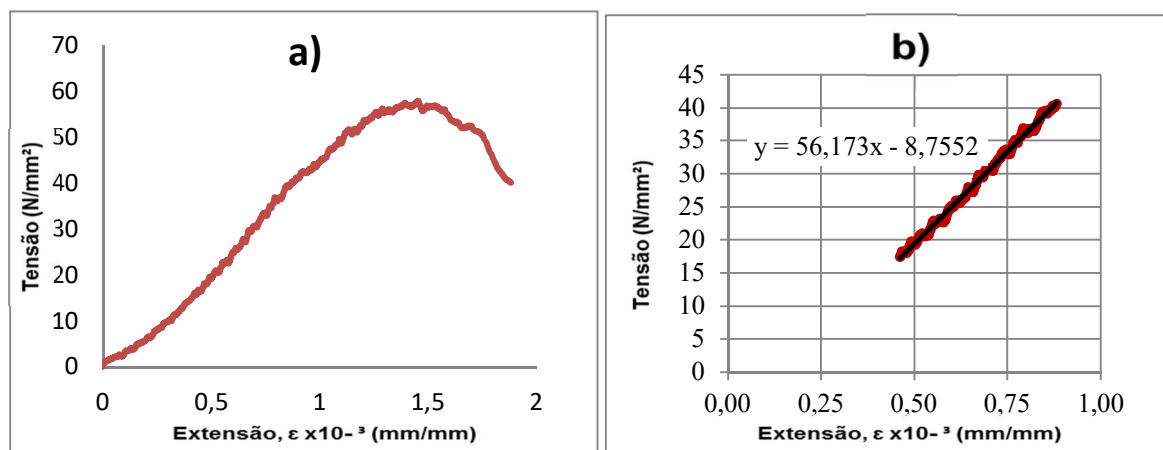 a)
Tensão (N/mm²)
70
60
50
40
30
20
10
0
0 0,5 1 1,5 2
Extensão, ε x10- ³ (mm/mm)
b)
Tensão (N/mm²)
45
40
35
30
25
20
15
10
5
0
y = 56,173x - 8,7552
0,00 0,25 0,50 0,75 1,00
Extensão, ε x10- ³ (mm/mm)